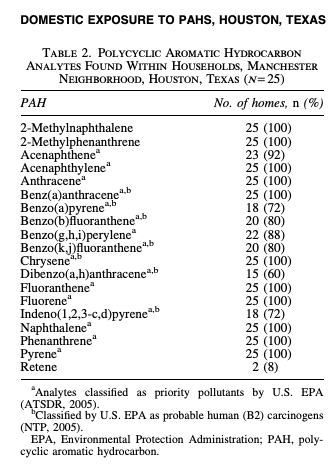 DOMESTIC EXPOSURE TO PAHS, HOUSTON, TEXAS
TABLE 2. POLYCYCLIC AROMATIC HYDROCARBON
ANALYTES FOUND WITHIN HOUSEHOLDS, MANCHESTER
NEIGHBORHOOD, HOUSTON, TEXAS (N=25)
PAH No. of homes, n (%)
2-Methylnaphthalene 25 (100)
2-Methylphenanthrene 25 (100)
Acenaphthene^a 23 (92)
Acenaphthylene^a 25 (100)
Anthracene^a 25 (100)
Benz(a)anthracene^a,b 25 (100)
Benzo(a)pyrene^a,b 18 (72)
Benzo(b)fluoranthene^a,b 20 (80)
Benzo(g,h,i)perylene^a 22 (88)
Benzo(k,j)fluoranthene^a,b 20 (80)
Chrysene^a,b 25 (100)
Dibenzo(a,h)anthracene^a,b 15 (60)
Fluoranthene^a 25 (100)
Fluorene^a 25 (100)
Indeno(1,2,3-c,d)pyrene^a,b 18 (72)
Naphthalene^a 25 (100)
Phenanthrene^a 25 (100)
Pyrene^a 25 (100)
Retene 2 (8)
^aAnalytes classified as priority pollutants by U.S. EPA
(ATSDR, 2005).
^bClassified by U.S. EPA as probable human (B2) carcinogens
(NTP, 2005).
EPA, Environmental Protection Administration; PAH, poly-
cyclic aromatic hydrocarbon.